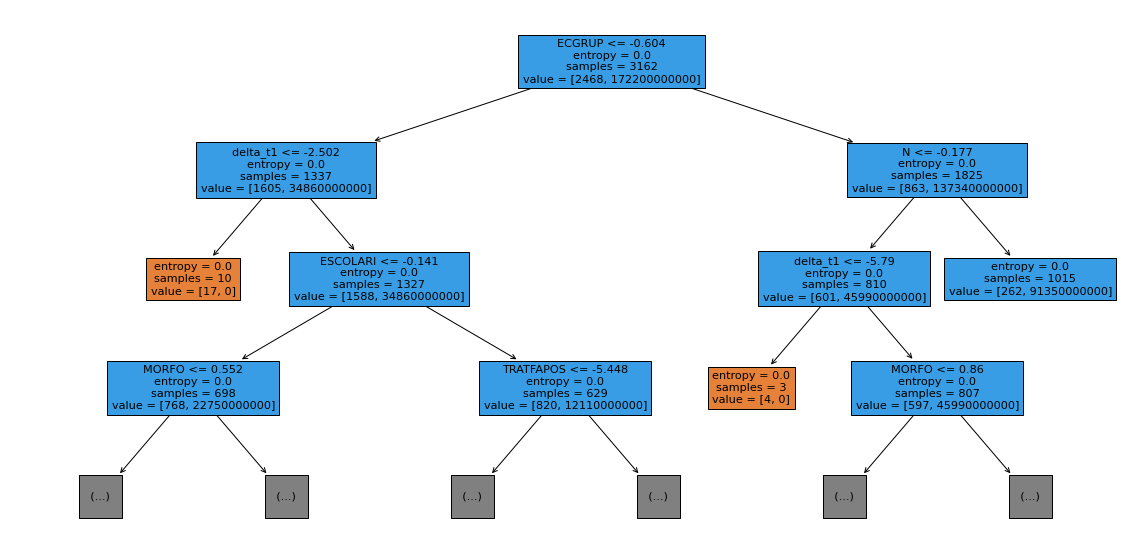 ECGRUP <= -0.604
entropy = 0.0
samples = 3162
value = [2468, 172200000000]
delta_t1 <= -2.502
entropy = 0.0
samples = 1337
value = [1605, 34860000000]
N <= -0.177
entropy = 0.0
samples = 1825
value = [863, 137340000000]
entropy = 0.0
samples = 10
value = [17, 0]
ESCOLARI <= -0.141
entropy = 0.0
samples = 1327
value = [1588, 34860000000]
delta_t1 <= -5.79
entropy = 0.0
samples = 810
value = [601, 45990000000]
entropy = 0.0
samples = 1015
value = [262, 91350000000]
MORFO <= 0.552
entropy = 0.0
samples = 698
value = [768, 22750000000]
TRATFAPOS <= -5.448
entropy = 0.0
samples = 629
value = [820, 12110000000]
entropy = 0.0
samples = 3
value = [4, 0]
MORFO <= 0.86
entropy = 0.0
samples = 807
value = [597, 45990000000]
(...)
(...)
(...)
(...)
(...)
(...)